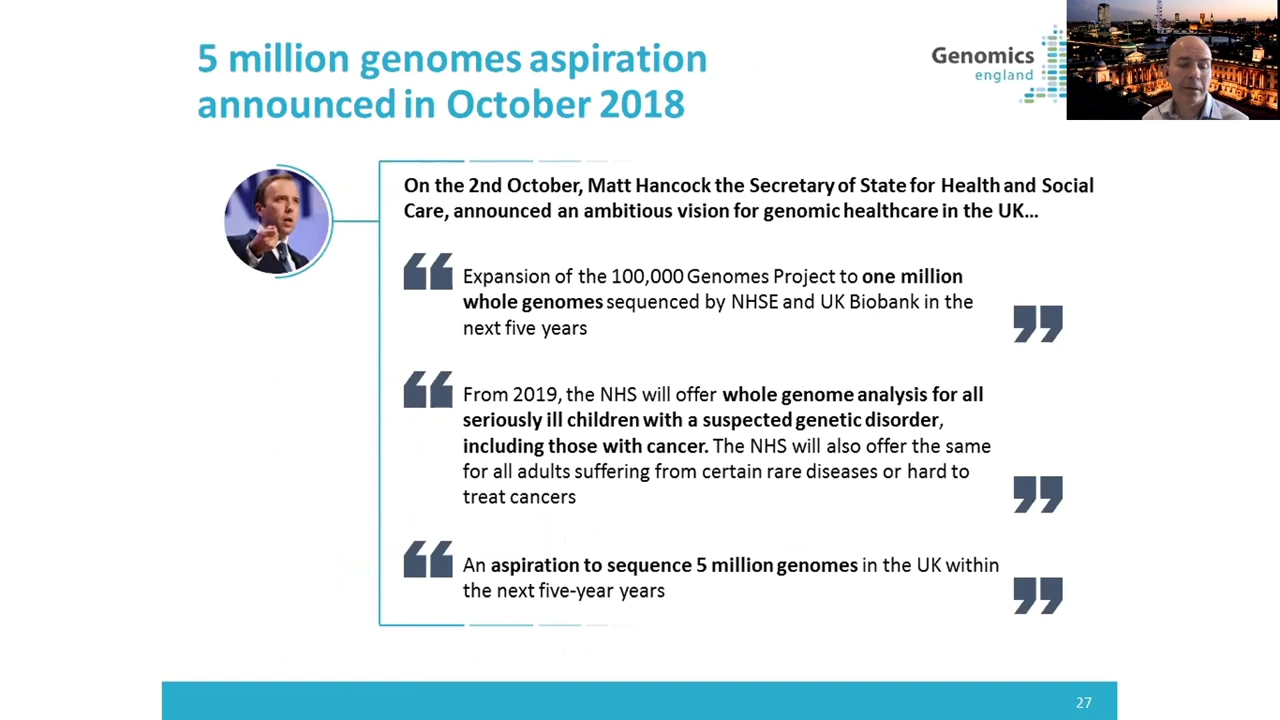 5 million genomes aspiration
announced in October 2018
Genomics
england
On the 2nd October, Matt Hancock the Secretary of State for Health and Social
Care, announced an ambitious vision for genomic healthcare in the UK…
“ Expansion of the 100,000 Genomes Project to one million
whole genomes sequenced by NHSE and UK Biobank in the
next five years ”
“ From 2019, the NHS will offer whole genome analysis for all
seriously ill children with a suspected genetic disorder,
including those with cancer. The NHS will also offer the same
for all adults suffering from certain rare diseases or hard to
treat cancers ”
“ An aspiration to sequence 5 million genomes in the UK within
the next five-year years ”
27